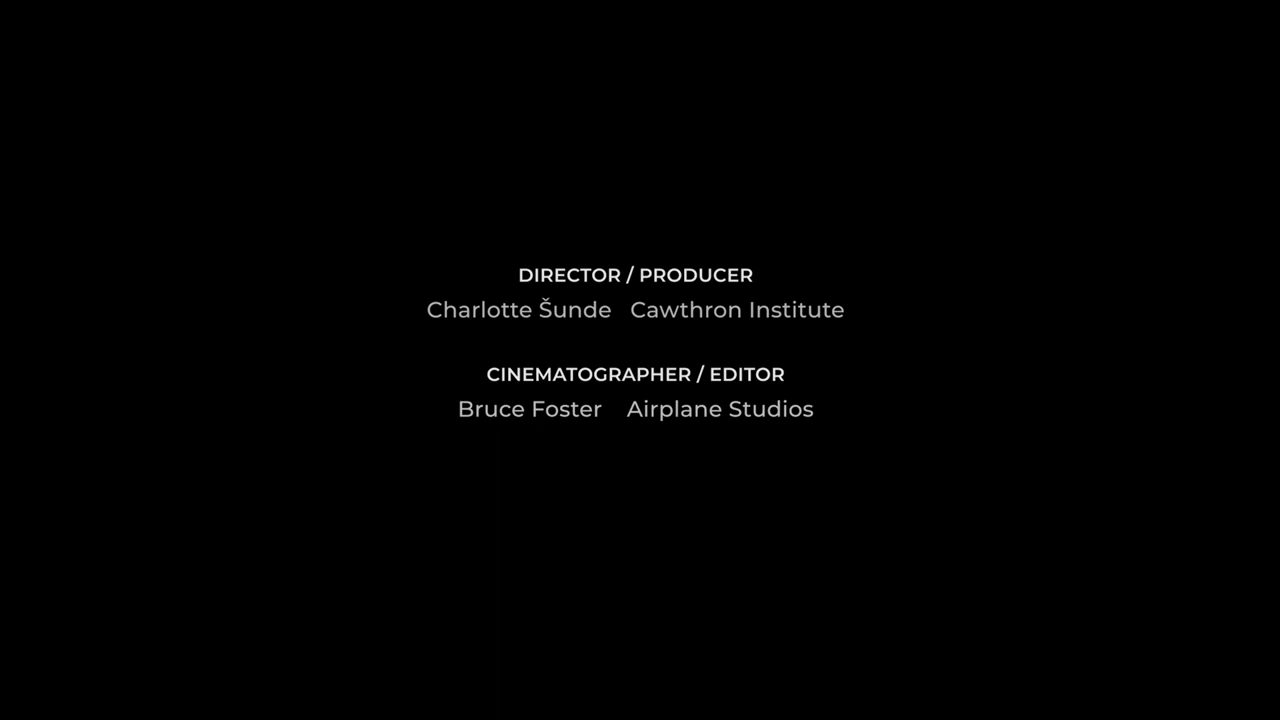 DIRECTOR / PRODUCER
Charlotte Šunde Cawthron Institute
CINEMATOGRAPHER / EDITOR
Bruce Foster Airplane Studios